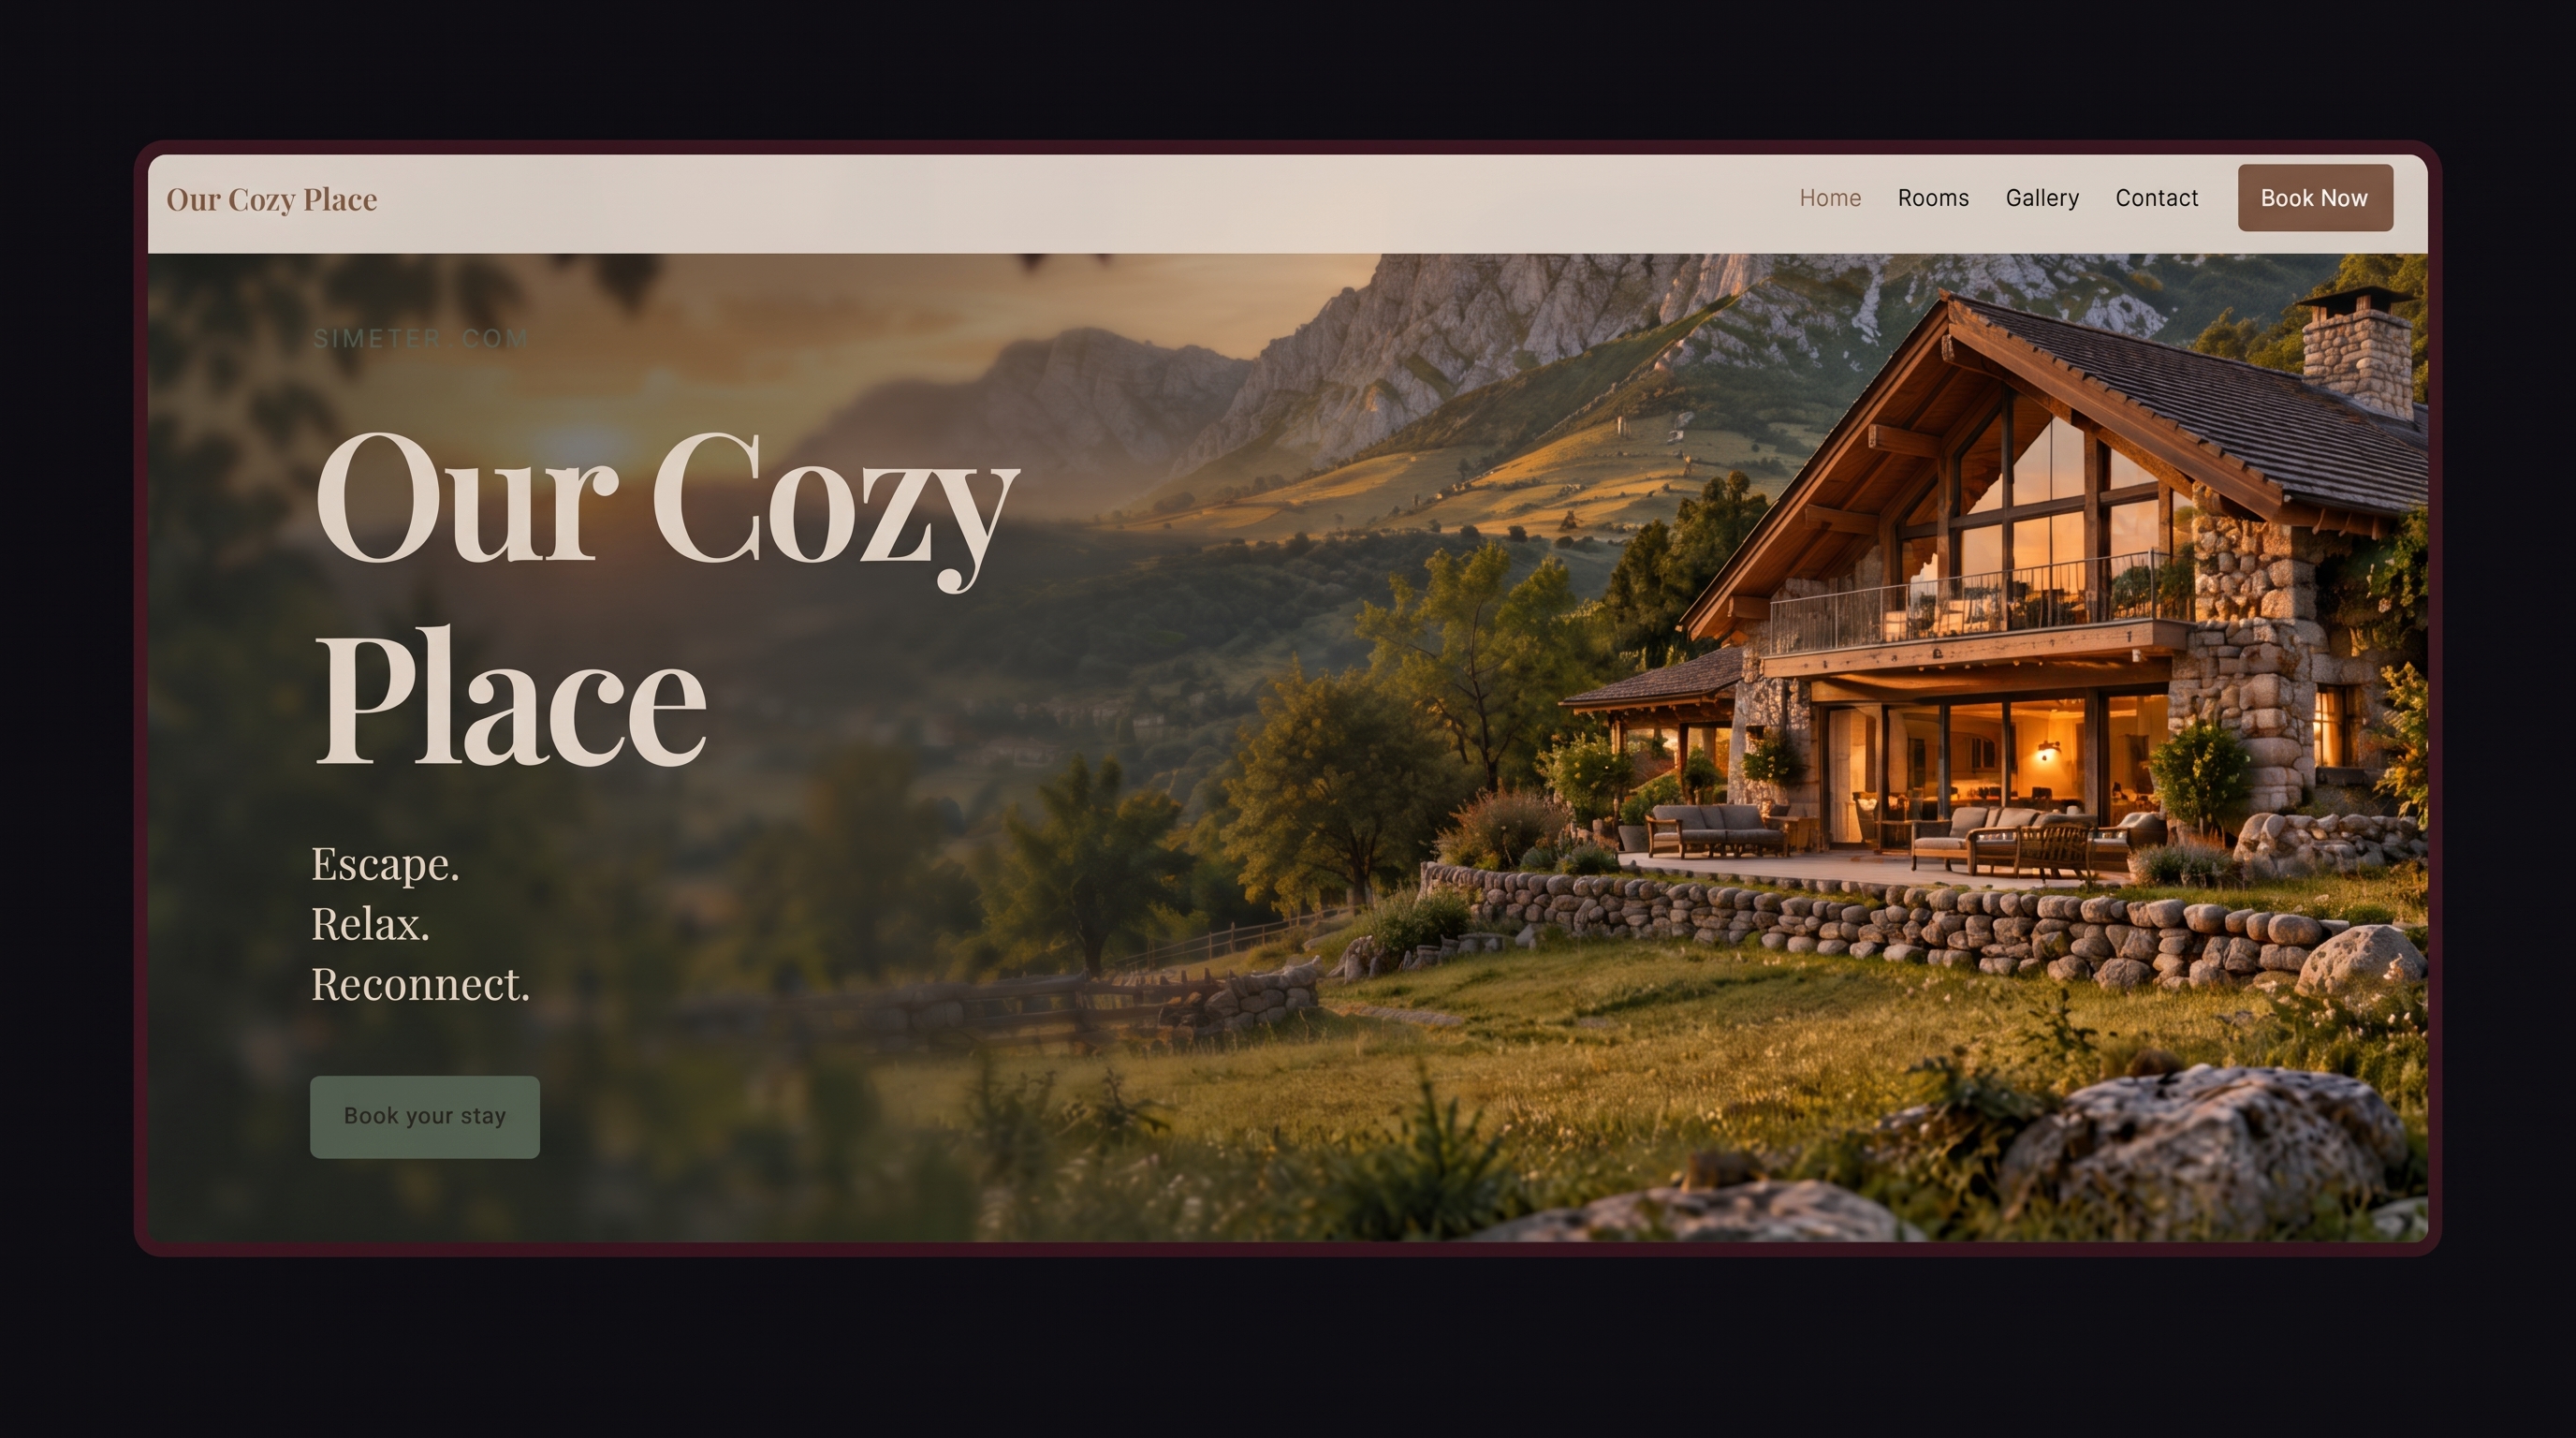 Our Cozy Place
Home Rooms Gallery Contact Book Now
SIMETER.COM
Our Cozy
Place
Escape.
Relax.
Reconnect.
Book your stay